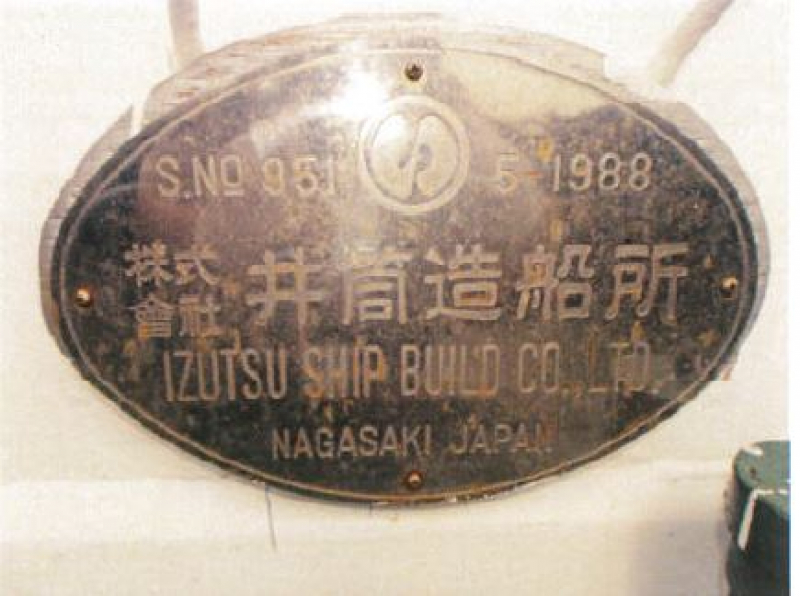 S.NO 951 5-1988
株式會社 井筒造船所
IZUTSU SHIP BUILD CO.,LTD.
NAGASAKI JAPAN